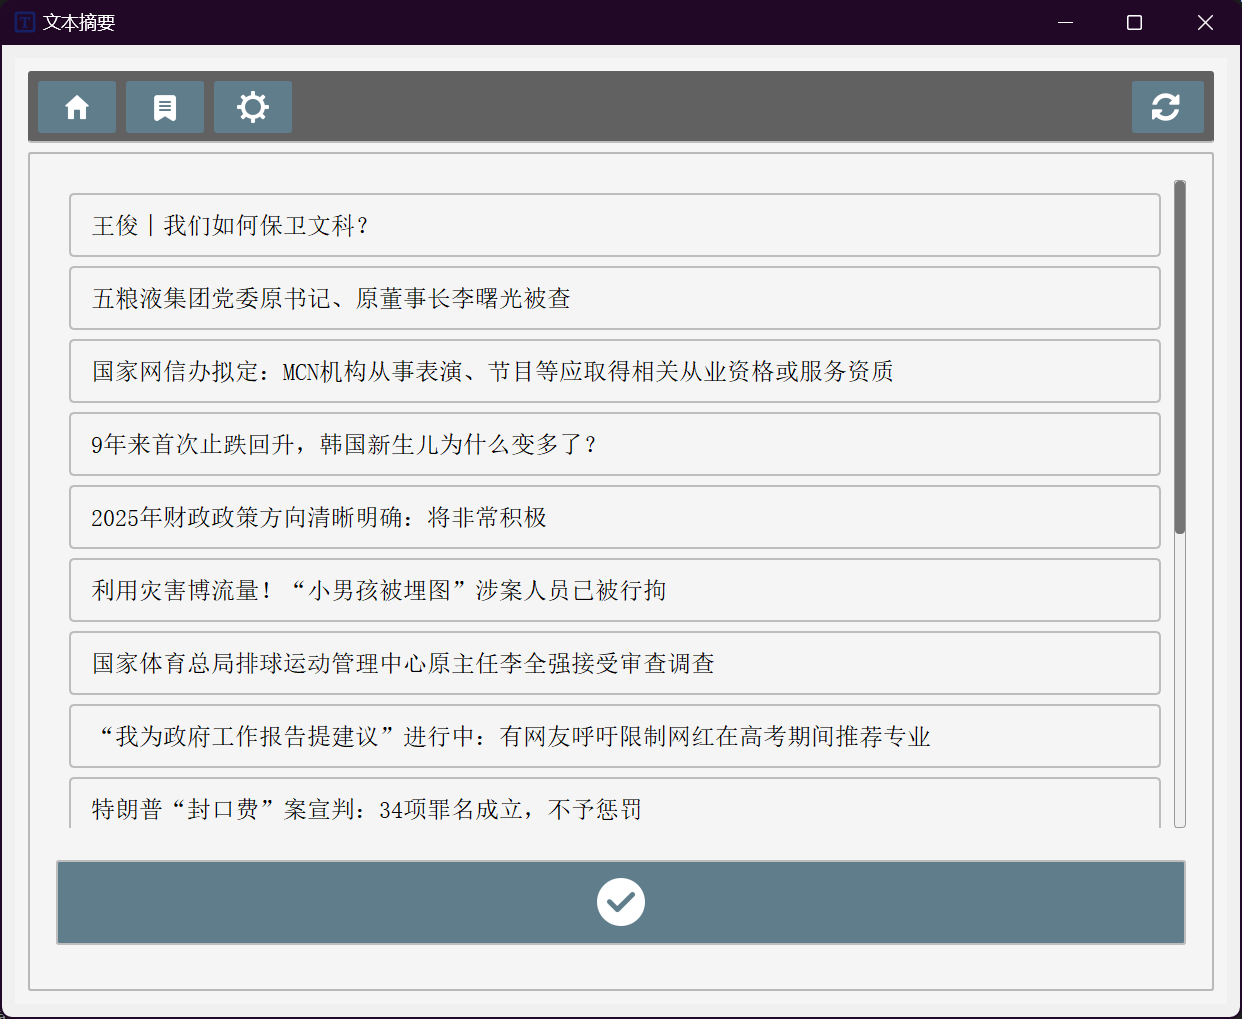 文本摘要
王俊｜我们如何保卫文科？
五粮液集团党委原书记、原董事长李曙光被查
国家网信办拟定：MCN机构从事表演、节目等应取得相关从业资格或服务资质
9年来首次止跌回升，韩国新生儿为什么变多了？
2025年财政政策方向清晰明确：将非常积极
利用灾害博流量！“小男孩被埋图”涉案人员已被行拘
国家体育总局排球运动管理中心原主任李全强接受审查调查
“我为政府工作报告提建议”进行中：有网友呼吁限制网红在高考期间推荐专业
特朗普“封口费”案宣判：34项罪名成立，不予惩罚